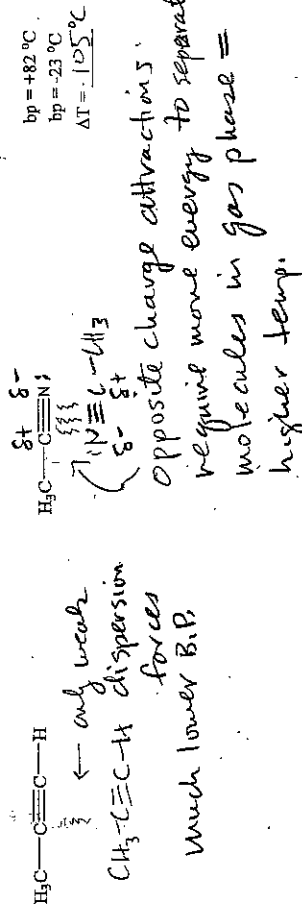 H₃C—C≡C—H
← only weak
CH₃-C≡C-H dispersion
forces
much lower B.P.
δ+ δ-
H₃C—C≡N:
:N≡C-CH₃
δ- δ+
bp = +82 °C
bp = -23 °C
ΔT = 105°C
opposite charge attractions.
require more energy to separate
molecules in gas phase =
higher temp.